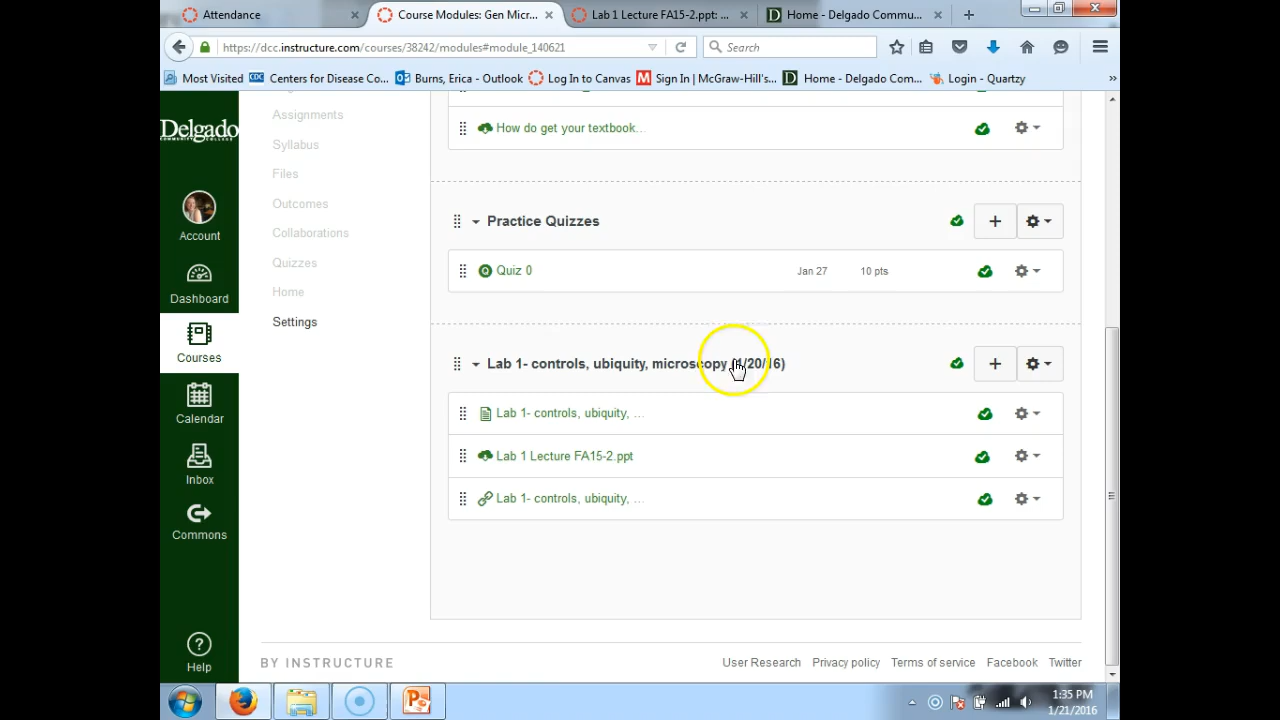 Attendance
Course Modules: Gen Micr...
Lab 1 Lecture FA15-2.ppt: ...
Home - Delgado Commu...
https://dcc.instructure.com/courses/38242/modules#module_140621
Search
Most Visited
Centers for Disease Co...
Burns, Erica - Outlook
Log In to Canvas
Sign In | McGraw-Hill's...
Home - Delgado Com...
Login - Quartzy
Delgado
COMMUNITY COLLEGE
Account
Dashboard
Courses
Calendar
Inbox
Commons
Help
Assignments
Syllabus
Files
Outcomes
Collaborations
Quizzes
Home
Settings
How do get your textbook...
Practice Quizzes
Quiz 0 Jan 27 10 pts
Lab 1- controls, ubiquity, microscopy (1/20/16)
Lab 1- controls, ubiquity, ...
Lab 1 Lecture FA15-2.ppt
Lab 1- controls, ubiquity, ...
BY INSTRUCTURE
User Research Privacy policy Terms of service Facebook Twitter
1:35 PM
1/21/2016